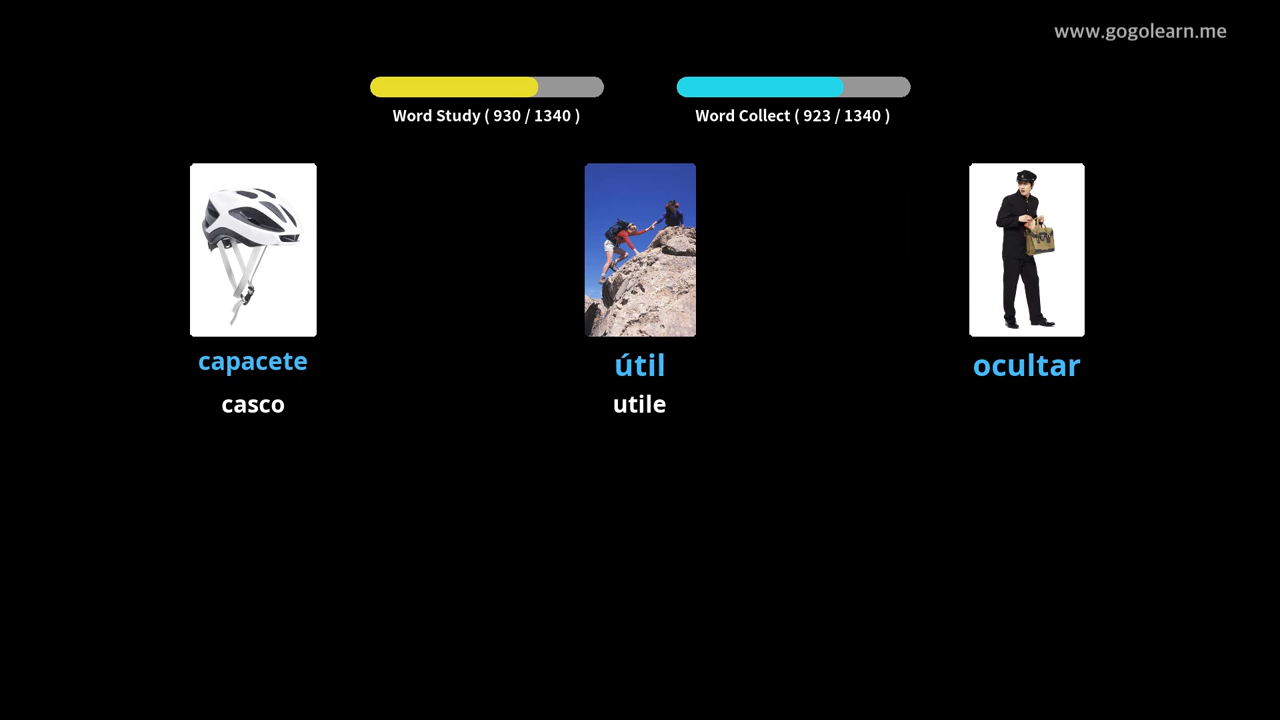 www.gogolearn.me
Word Study ( 930 / 1340 )
Word Collect ( 923 / 1340 )
capacete
útil
ocultar
casco
utile